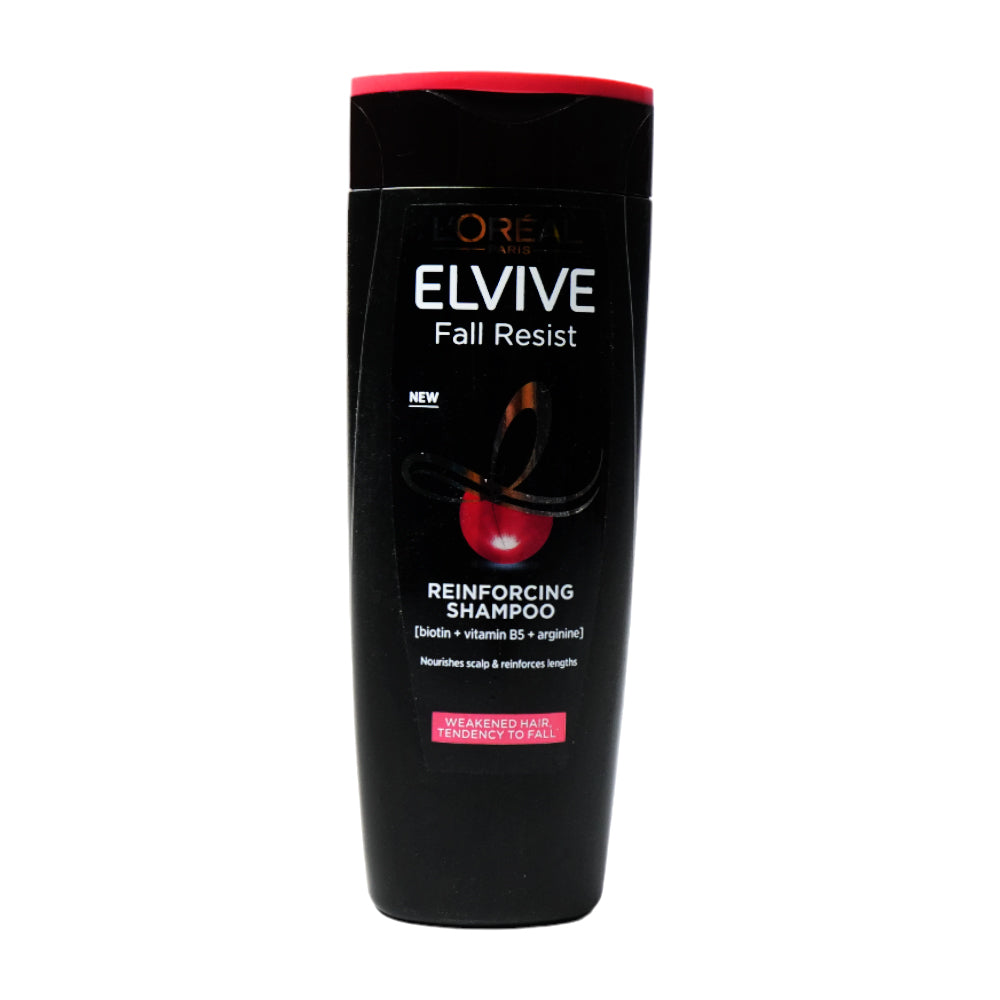 L'ORÉAL
PARIS
ELVIVE
Fall Resist
NEW
REINFORCING
SHAMPOO
[biotin + vitamin B5 + arginine]
Nourishes scalp & reinforces lengths
WEAKENED HAIR,
TENDENCY TO FALL